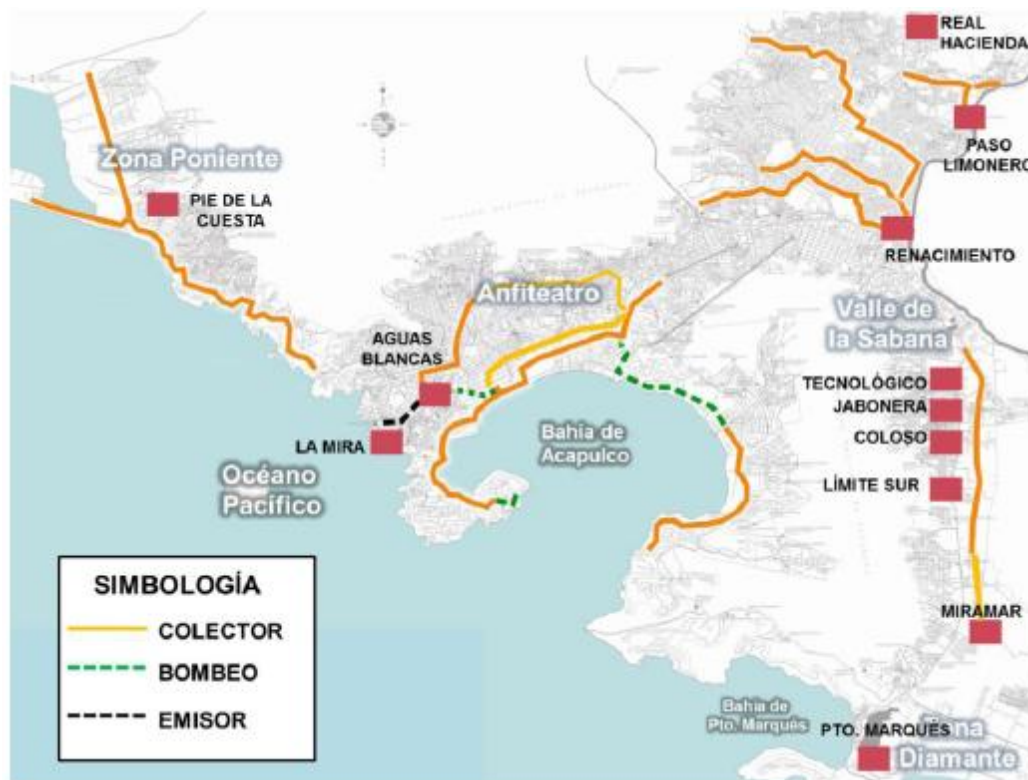 REAL
HACIENDA
PASO
LIMONERO
Zona Poniente
PIE DE LA
CUESTA
RENACIMIENTO
Anfiteatro
Valle de
la Sabana
AGUAS
BLANCAS
TECNOLÓGICO
JABONERA
COLOSO
LÍMITE SUR
LA MIRA
Bahía de
Acapulco
Océano
Pacífico
SIMBOLOGÍA
COLECTOR
BOMBEO
EMISOR
MIRAMAR
Bahía de
Pto. Marqués
PTO. MARQUÉS
Zona
Diamante